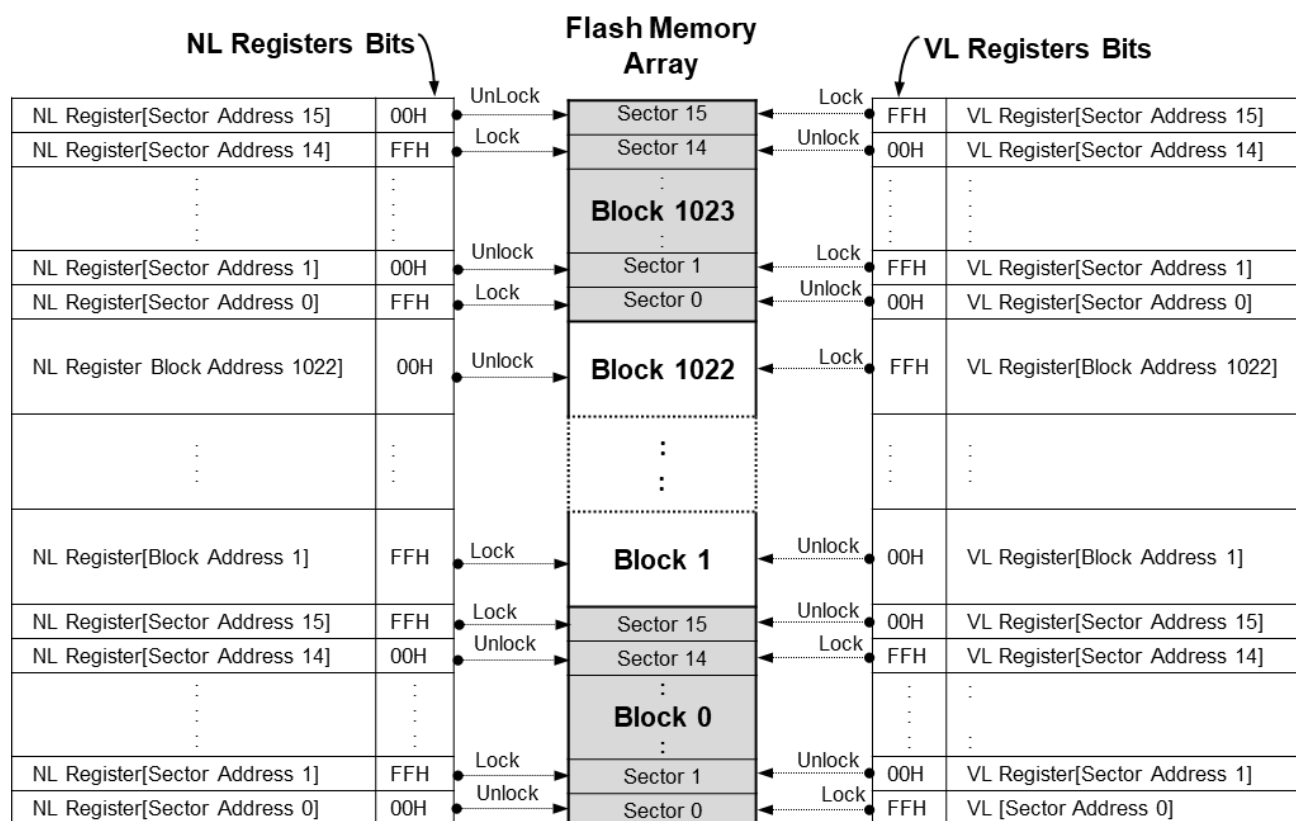 NL Registers Bits Flash Memory Array VL Registers Bits
NL Register[Sector Address 15] 00H UnLock Sector 15 Lock FFH VL Register[Sector Address 15]
NL Register[Sector Address 14] FFH Lock Sector 14 Unlock 00H VL Register[Sector Address 14]
Block 1023
NL Register[Sector Address 1] 00H Unlock Sector 1 Lock FFH VL Register[Sector Address 1]
NL Register[Sector Address 0] FFH Lock Sector 0 Unlock 00H VL Register[Sector Address 0]
NL Register Block Address 1022] 00H Unlock Block 1022 Lock FFH VL Register[Block Address 1022]
NL Register[Block Address 1] FFH Lock Block 1 Unlock 00H VL Register[Block Address 1]
NL Register[Sector Address 15] FFH Lock Sector 15 Unlock 00H VL Register[Sector Address 15]
NL Register[Sector Address 14] 00H Unlock Sector 14 Lock FFH VL Register[Sector Address 14]
Block 0
NL Register[Sector Address 1] FFH Lock Sector 1 Unlock 00H VL Register[Sector Address 1]
NL Register[Sector Address 0] 00H Unlock Sector 0 Lock FFH VL [Sector Address 0]